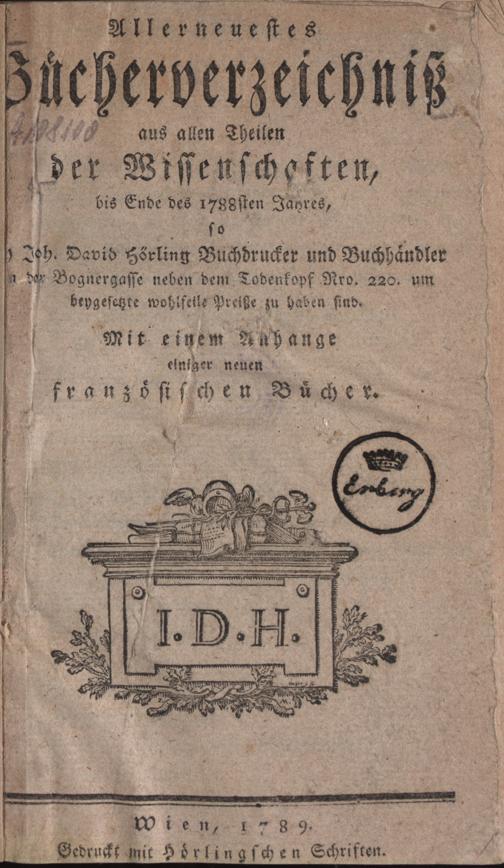 Allerneuestes
Bücherverzeichniß
aus allen Theilen
der Wissenschaften,
bis Ende des 1788sten Jahres,
so
Joh. David Hörling Buchdrucker und Buchhändler
der Bognergasse neben dem Todenkopf Nro. 220. um
beygesetzte wohlfeile Preiße zu haben sind.
Mit einem Anhange
einiger neuen
französischen Bücher.
Erberg
I. D. H.
Wien, 1789.
Gedruckt mit Hörlingschen Schriften.